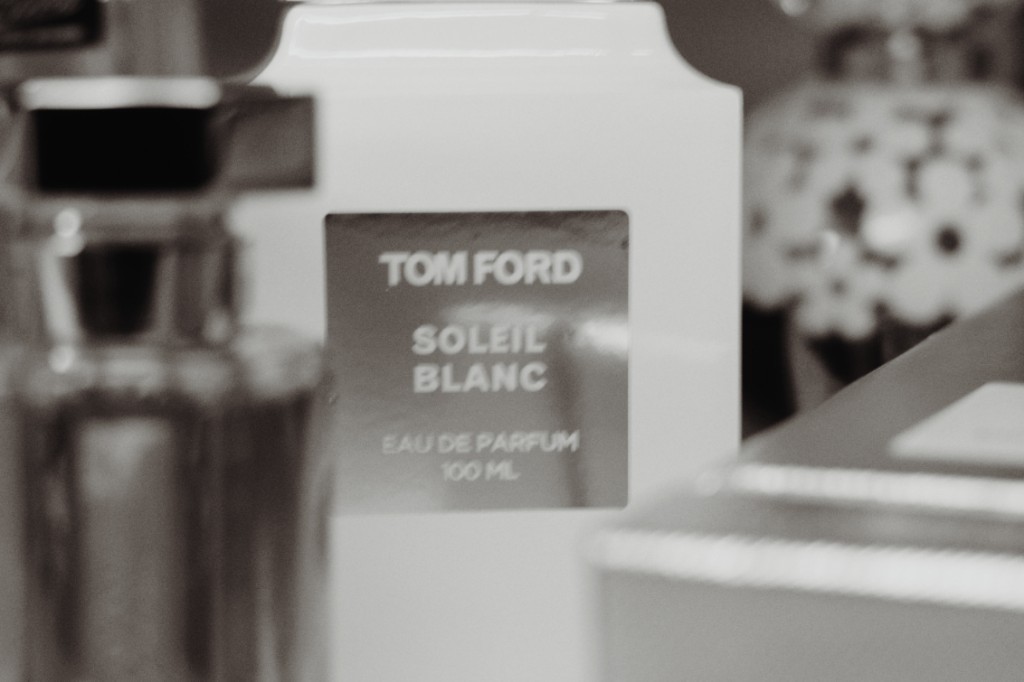 TOM FORD
SOLEIL
BLANC
EAU DE PARFUM
100 ML